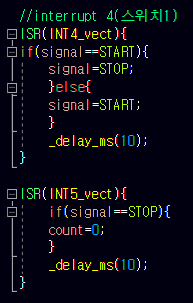 //interrupt 4(스위치1)
ISR(INT4_vect){
if(signal==START){
signal=STOP;
}else{
signal=START;
}
_delay_ms(10);
}
ISR(INT5_vect){
if(signal==STOP){
count=0;
}
_delay_ms(10);
}